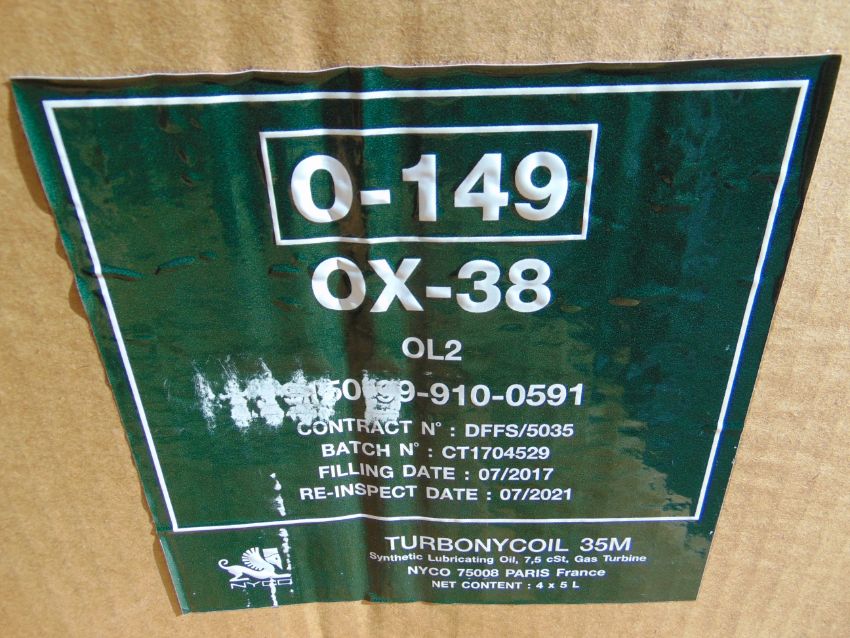 O-149
OX-38
OL2
-910-0591
CONTRACT N° : DFFS/5035
BATCH N° : CT1704529
FILLING DATE : 07/2017
RE-INSPECT DATE : 07/2021
TURBONYCOIL 35M
Synthetic Lubricating Oil, 7,5 cSt, Gas Turbine
NYCO 75008 PARIS France
NET CONTENT : 4 x 5 L
NYCO